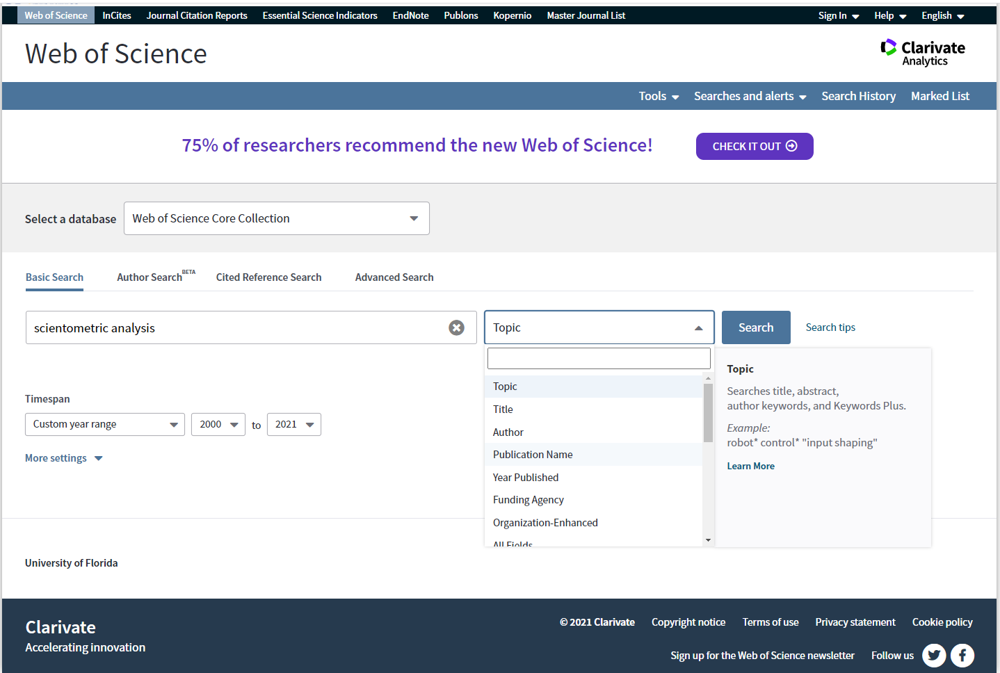 Web of Science InCites Journal Citation Reports Essential Science Indicators EndNote Publons Kopernio Master Journal List Sign In Help English
Web of Science
Clarivate
Analytics
Tools Searches and alerts Search History Marked List
75% of researchers recommend the new Web of Science!
CHECK IT OUT
Select a database
Web of Science Core Collection
Basic Search Author Search BETA Cited Reference Search Advanced Search
scientometric analysis
Topic
Search
Search tips
Topic
Title
Author
Publication Name
Year Published
Funding Agency
Organization-Enhanced
All Fields
Topic
Searches title, abstract,
author keywords, and Keywords Plus.
Example:
robot* control* "input shaping"
Learn More
Timespan
Custom year range 2000 to 2021
More settings
University of Florida
Clarivate
Accelerating innovation
© 2021 Clarivate Copyright notice Terms of use Privacy statement Cookie policy
Sign up for the Web of Science newsletter Follow us